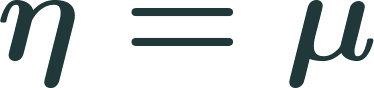 η = μ